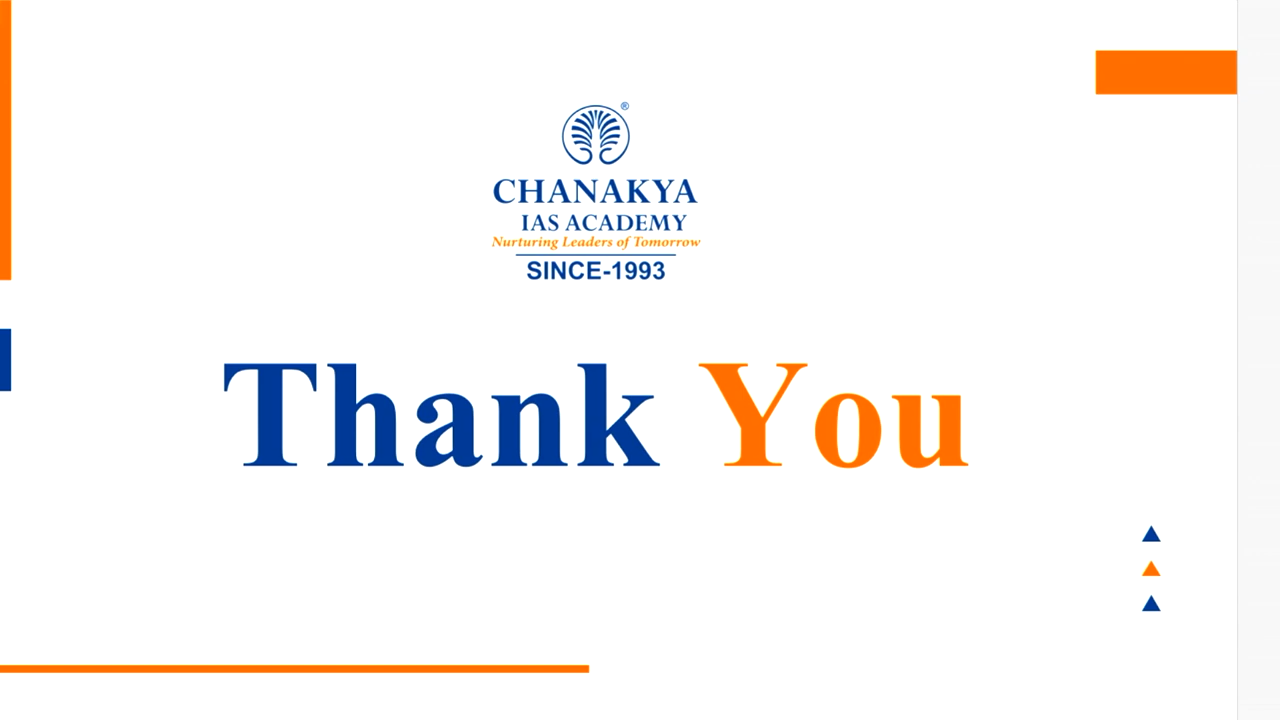 ®
CHANAKYA
IAS ACADEMY
Nurturing Leaders of Tomorrow
SINCE-1993
Thank You